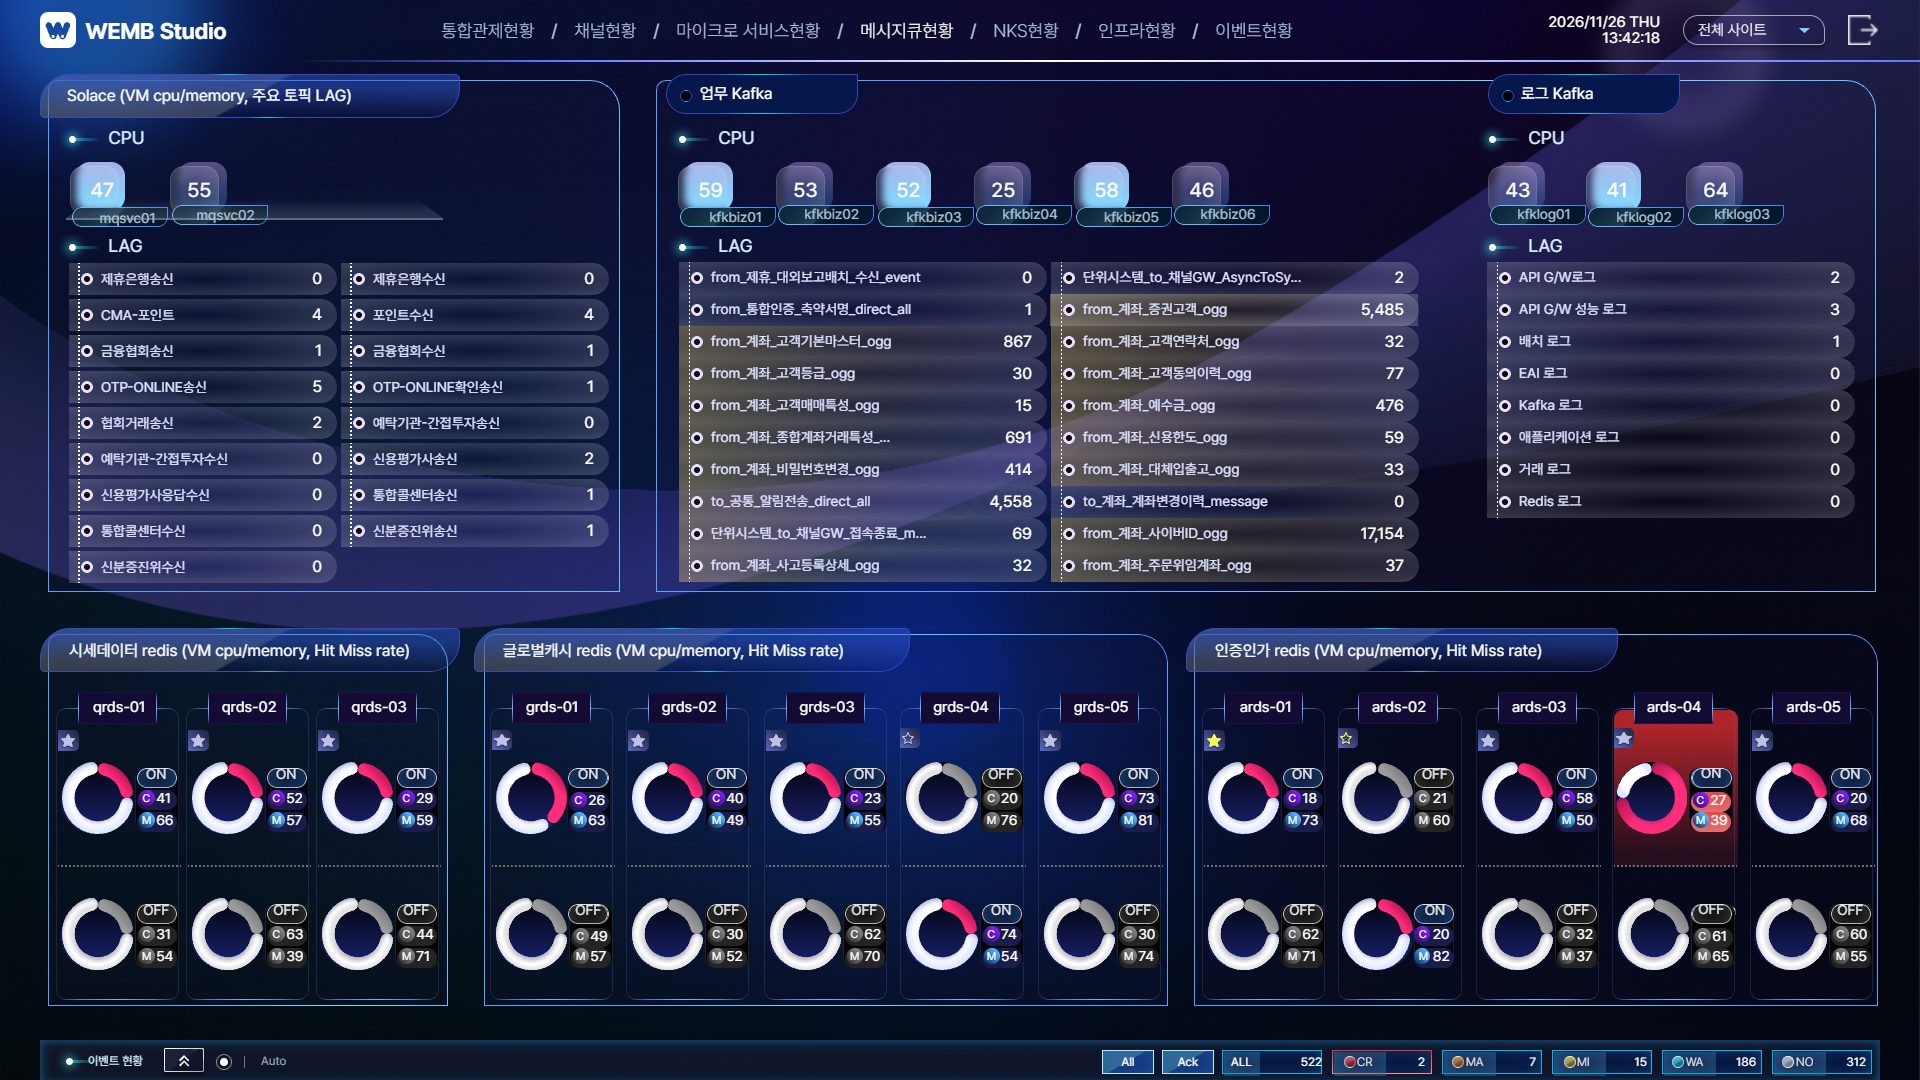 WEMB Studio
통합관제현황 / 채널현황 / 마이크로 서비스현황 / 메시지큐현황 / NKS현황 / 인프라현황 / 이벤트현황
2026/11/26 THU
13:42:18
전체 사이트
Solace (VM cpu/memory, 주요 토픽 LAG)
CPU
47 55
mqsvc01 mqsvc02
LAG
제휴은행송신 0 제휴은행수신 0
CMA-포인트 4 포인트수신 4
금융협회송신 1 금융협회수신 1
OTP-ONLINE송신 5 OTP-ONLINE확인송신 1
협회거래송신 2 예탁기관-간접투자송신 0
예탁기관-간접투자수신 0 신용평가사송신 2
신용평가사응답수신 0 통합콜센터송신 1
통합콜센터수신 0 신분증진위송신 1
신분증진위수신 0
업무 Kafka
CPU
59 53 52 25 58 46
kfkbiz01 kfkbiz02 kfkbiz03 kfkbiz04 kfkbiz05 kfkbiz06
LAG
from_제휴_대외보고배치_수신_event 0 단위시스템_to_채널GW_AsyncToSy... 2
from_통합인증_축약서명_direct_all 1 from_계좌_증권고객_ogg 5,485
from_계좌_고객기본마스터_ogg 867 from_계좌_고객연락처_ogg 32
from_계좌_고객등급_ogg 30 from_계좌_고객동의이력_ogg 77
from_계좌_고객매매특성_ogg 15 from_계좌_예수금_ogg 476
from_계좌_종합계좌거래특성_... 691 from_계좌_신용한도_ogg 59
from_계좌_비밀번호변경_ogg 414 from_계좌_대체입출고_ogg 33
to_공통_알림전송_direct_all 4,558 to_계좌_계좌변경이력_message 0
단위시스템_to_채널GW_접속종료_m... 69 from_계좌_사이버ID_ogg 17,154
from_계좌_사고등록상세_ogg 32 from_계좌_주문위임계좌_ogg 37
로그 Kafka
CPU
43 41 64
kfklog01 kfklog02 kfklog03
LAG
API G/W로그 2
API G/W 성능 로그 3
배치 로그 1
EAI 로그 0
Kafka 로그 0
애플리케이션 로그 0
거래 로그 0
Redis 로그 0
시세데이터 redis (VM cpu/memory, Hit Miss rate)
qrds-01 qrds-02 qrds-03
ON ON ON
C 41 C 52 C 29
M 66 M 57 M 59
OFF OFF OFF
C 31 C 63 C 44
M 54 M 39 M 71
글로벌캐시 redis (VM cpu/memory, Hit Miss rate)
grds-01 grds-02 grds-03 grds-04 grds-05
ON ON ON OFF ON
C 26 C 40 C 23 C 20 C 73
M 63 M 49 M 55 M 76 M 81
OFF OFF OFF ON OFF
C 49 C 30 C 62 C 74 C 30
M 57 M 52 M 70 M 54 M 74
인증인가 redis (VM cpu/memory, Hit Miss rate)
ards-01 ards-02 ards-03 ards-04 ards-05
ON OFF ON ON ON
C 18 C 21 C 58 C 27 C 20
M 73 M 60 M 50 M 39 M 68
OFF ON OFF OFF OFF
C 62 C 20 C 32 C 61 C 60
M 71 M 82 M 37 M 65 M 55
이벤트 현황 | Auto
All Ack ALL 522 CR 2 MA 7 MI 15 WA 186 NO 312